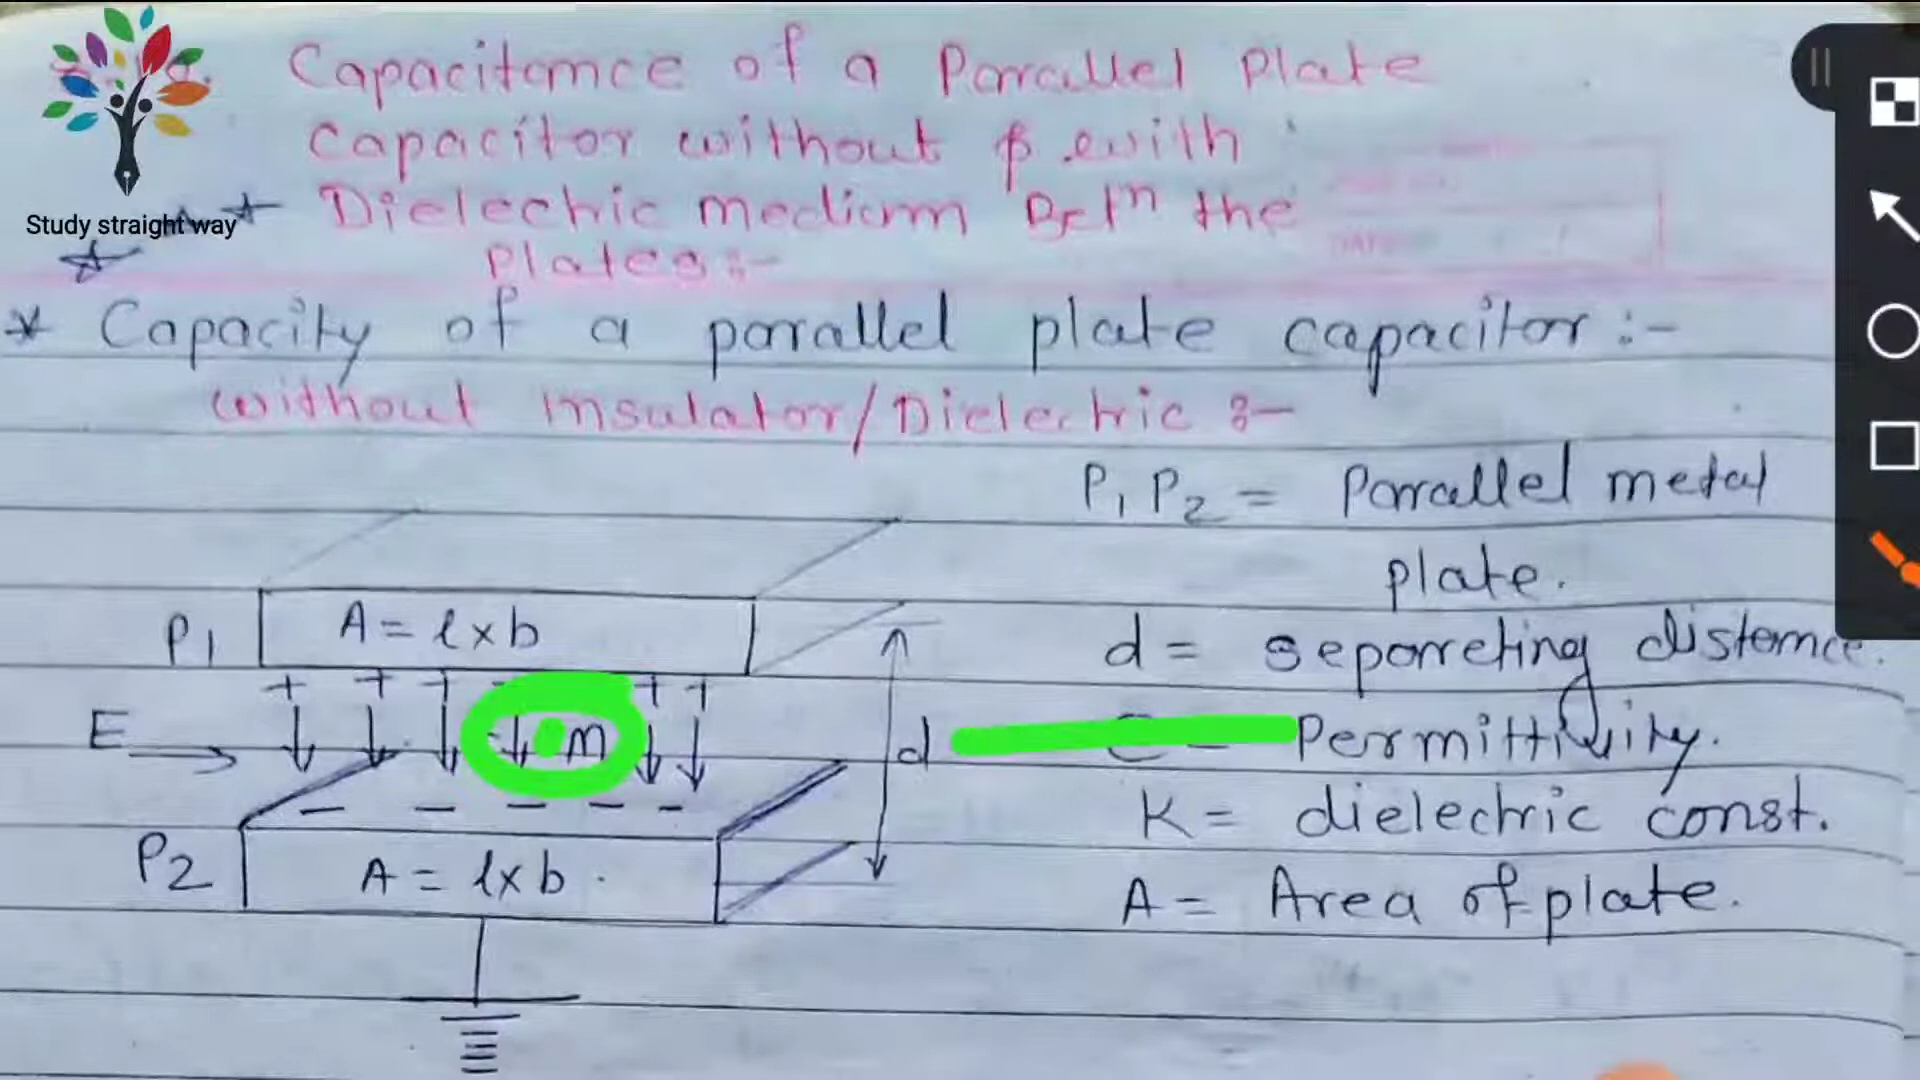 Study straight way
Capacitance of a Parallel Plate
Capacitor without & with
Dielectric medium Betn the
Plates :-
* Capacity of a parallel plate capacitor :-
without Insulator/Dielectric :-
P1 P2 = Parallel metal
plate.
P1 A = l x b
d = seperreting distance.
+ + + + +
E m d Permittivity.
- - - - -
K = dielectric const.
P2 A = l x b .
A = Area of plate.